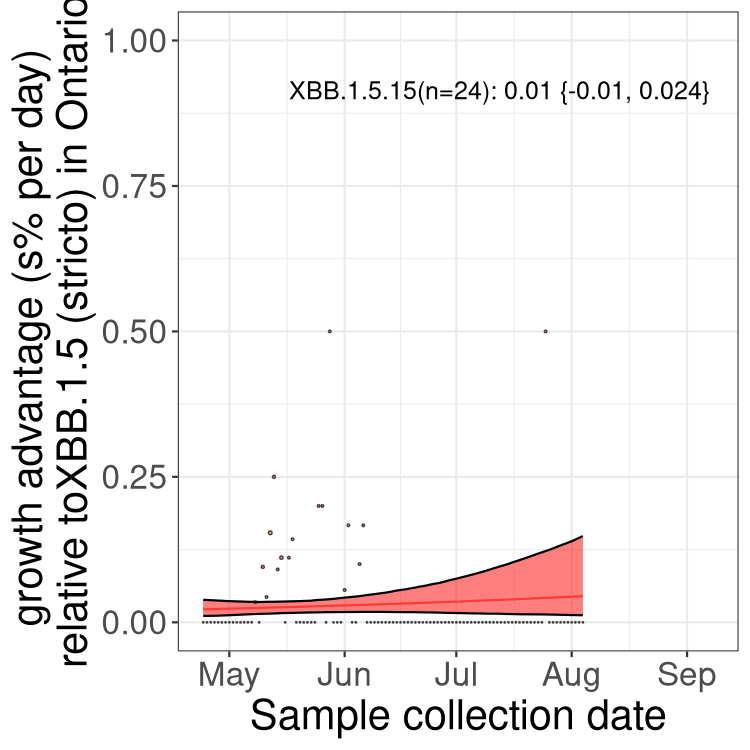 growth advantage (s% per day)
relative toXBB.1.5 (stricto) in Ontario
1.00
0.75
0.50
0.25
0.00
XBB.1.5.15(n=24): 0.01 {-0.01, 0.024}
May Jun Jul Aug Sep
Sample collection date